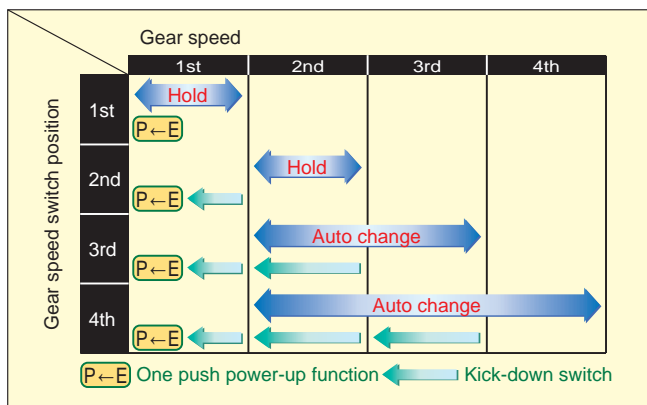 Gear speed
1st 2nd 3rd 4th
Gear speed switch position
1st
Hold
P←E
2nd
Hold
P←E
3rd
Auto change
P←E
4th
Auto change
P←E
P←E One push power-up function Kick-down switch